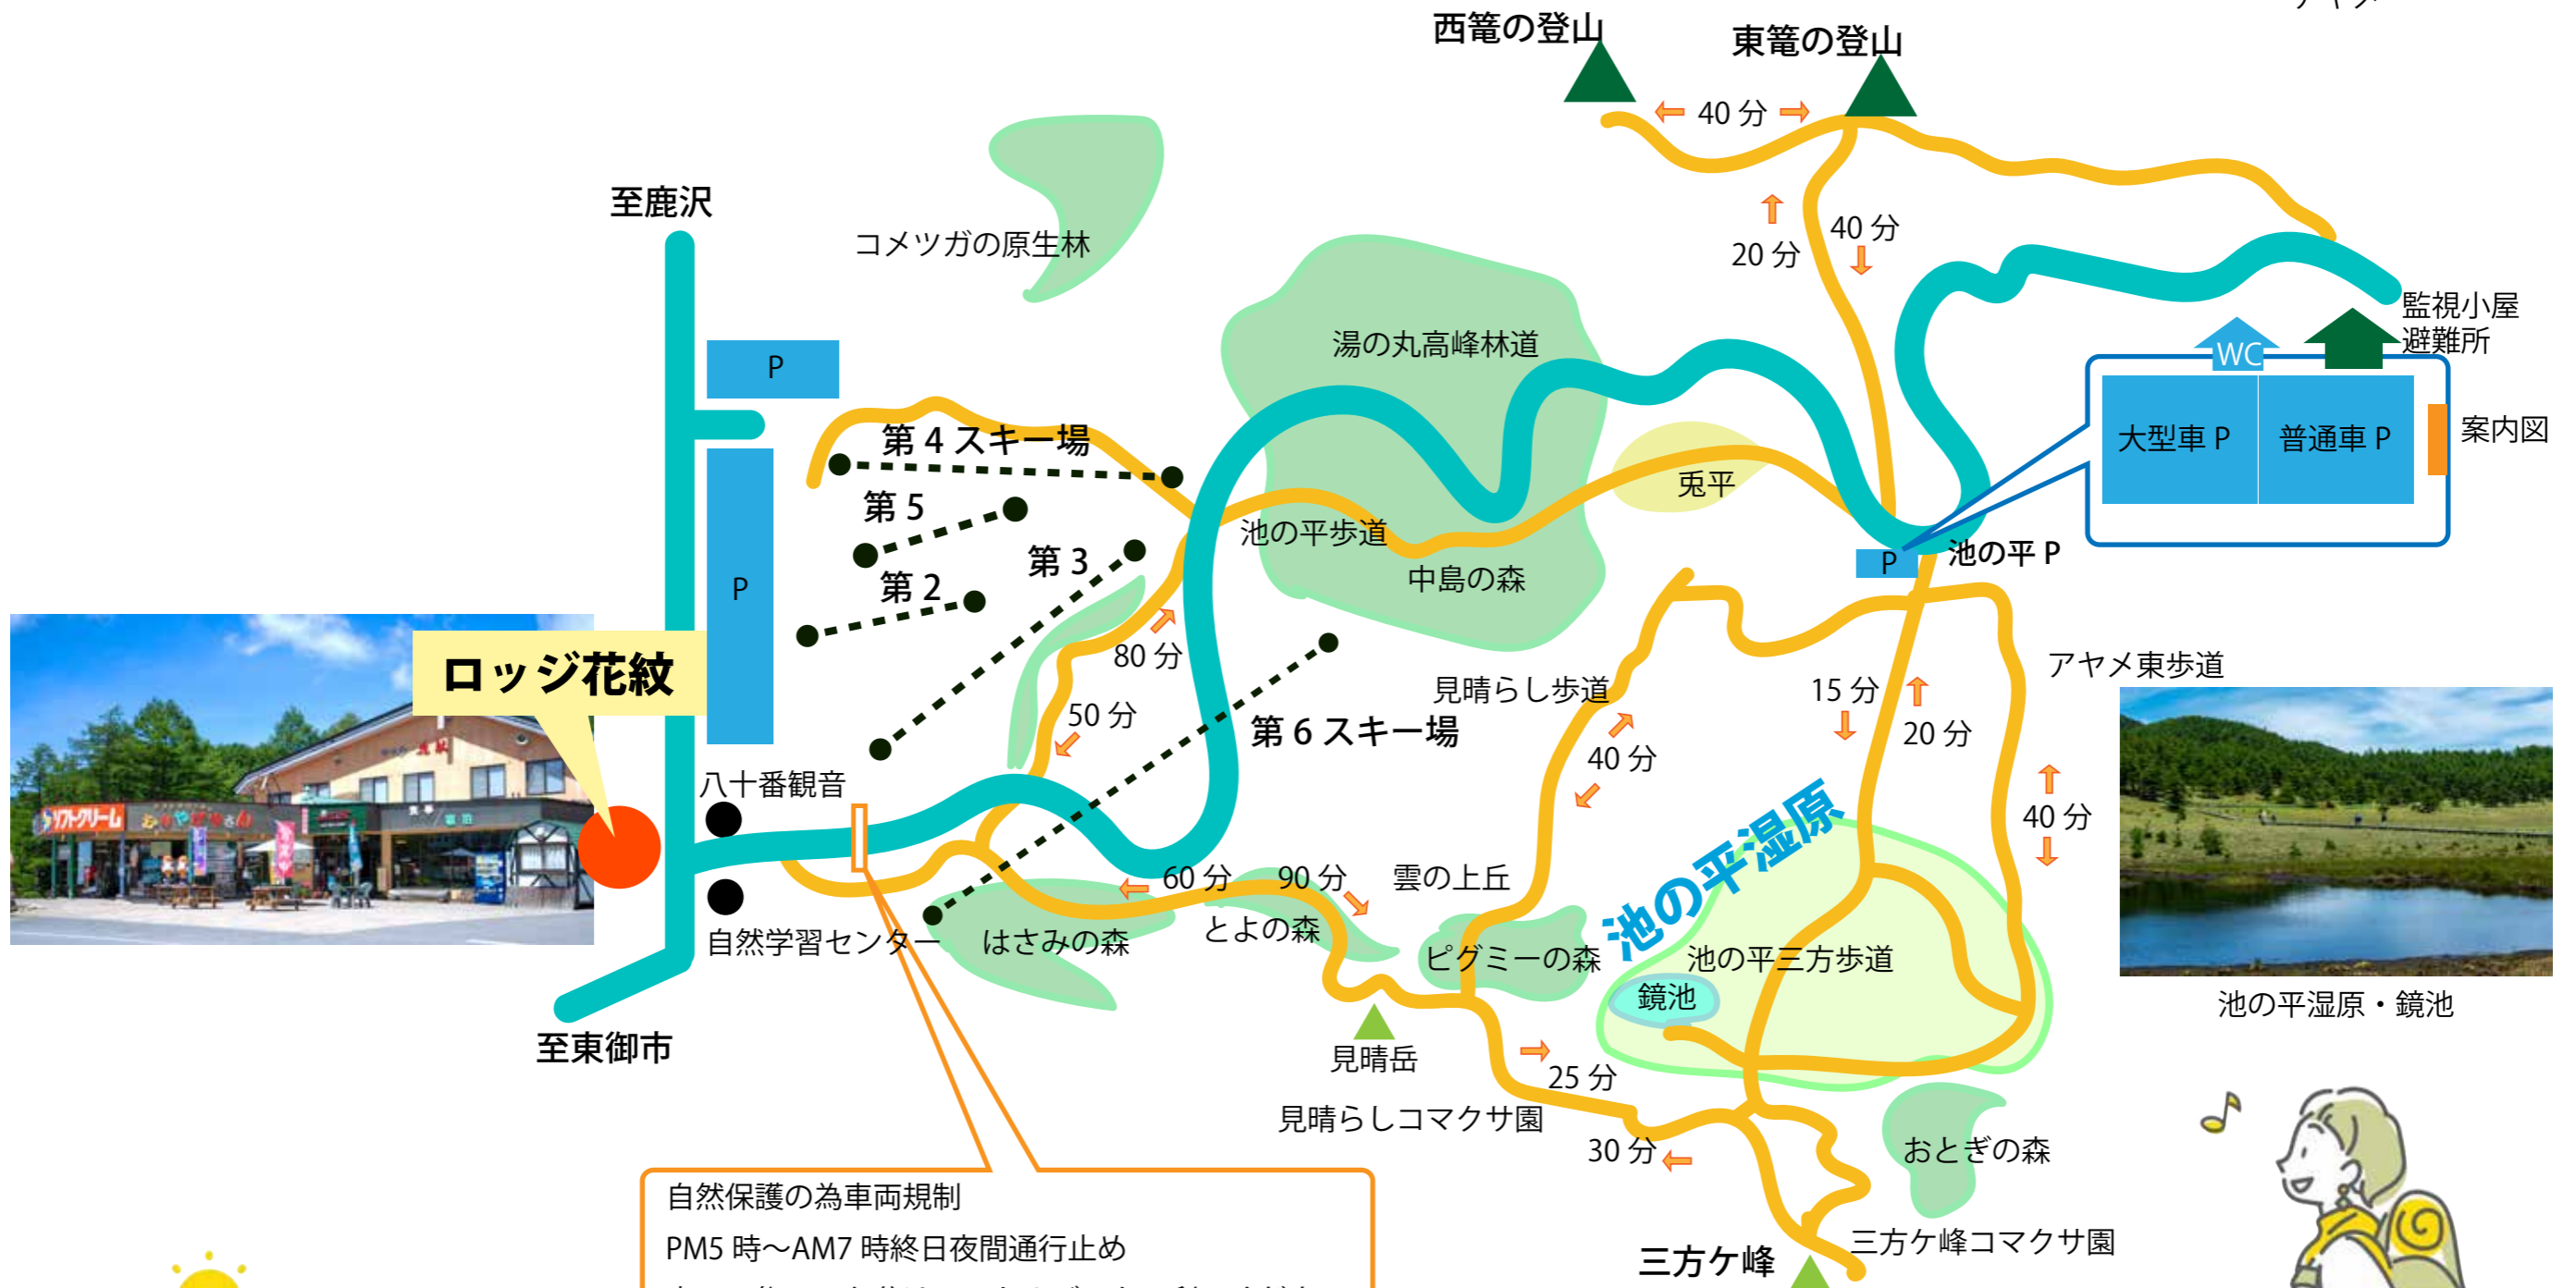 西篭の登山
東篭の登山
40 分
至鹿沢
コメツガの原生林
20 分
40 分
湯の丸高峰林道
監視小屋
避難所
WC
P
大型車 P
普通車 P
案内図
第 4 スキー場
第 5
第 3
第 2
P
兎平
池の平歩道
中島の森
P
池の平 P
ロッジ花紋
80 分
50 分
見晴らし歩道
アヤメ東歩道
15 分
20 分
第 6 スキー場
40 分
八十番観音
池の平湿原
40 分
ソフトクリーム
60 分
90 分
雲の上丘
自然学習センター
はさみの森
とよの森
ピグミーの森
池の平三方歩道
鏡池
池の平湿原・鏡池
至東御市
見晴岳
25 分
見晴らしコマクサ園
30 分
おとぎの森
自然保護の為車両規制
PM5 時～AM7 時終日夜間通行止め
三方ケ峰コマクサ園
三方ケ峰